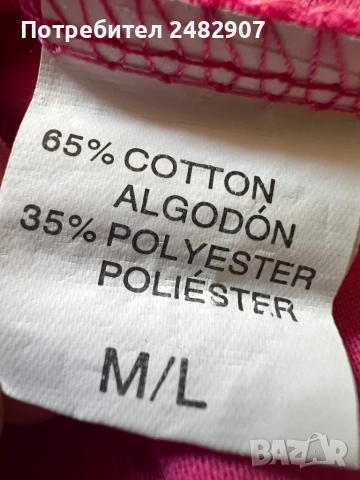 Потребител 2482907
65% COTTON
ALGODÓN
35% POLYESTER
POLIÉSTER
M/L
BAZAR